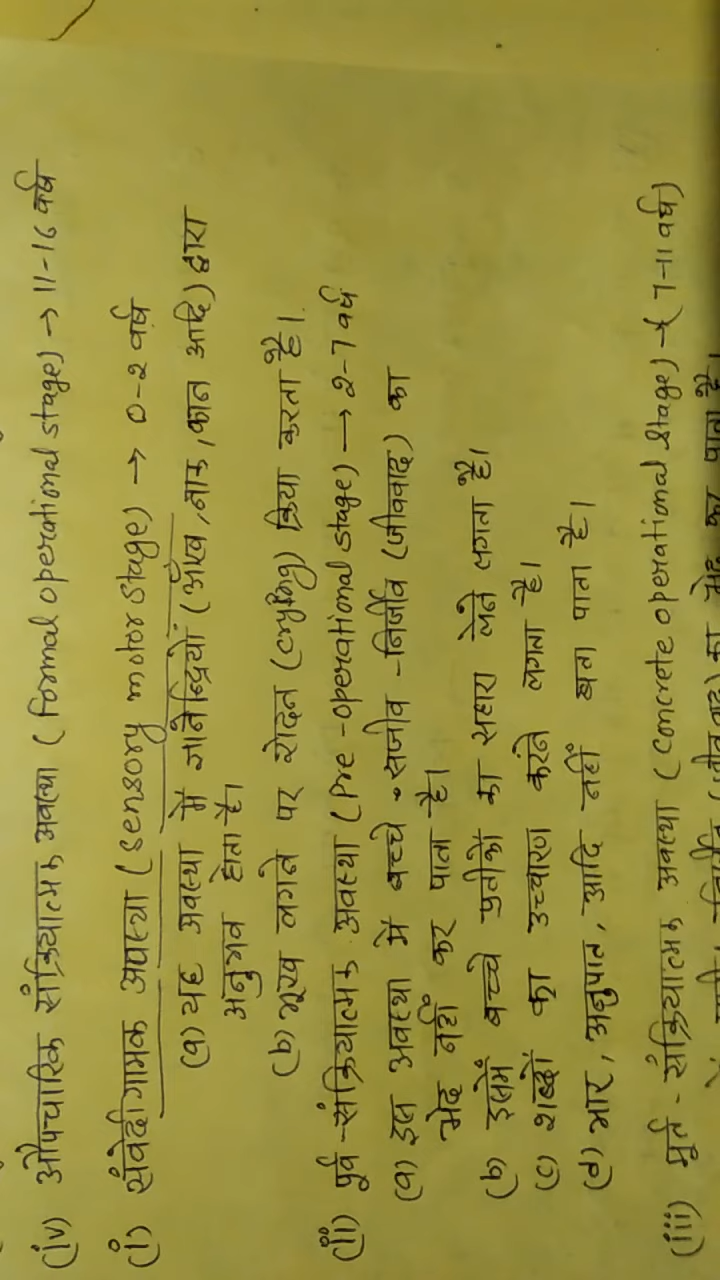 (iv) औपचारिक संक्रियात्मक अवस्था (Formal operational stage) → 11-16 वर्ष
(i) संवेदीगामक अवस्था (sensory motor stage) → 0-2 वर्ष
(a) यह अवस्था में ज्ञानेन्द्रियों (आँख, नाक, कान आदि) द्वारा
अनुभव होता है।
(b) भूख लगने पर रोदन (crying) क्रिया करता है।
(ii) पूर्व-संक्रियात्मक अवस्था (Pre-operational stage) → 2-7 वर्ष
(a) इस अवस्था में बच्चे सजीव-निर्जीव (जीववाद) का
भेद नहीं कर पाता है।
(b) इसमें बच्चे प्रतीकों का सहारा लेने लगता है।
(c) शब्दों का उच्चारण करने लगता है।
(d) भार, अनुपात, आदि नहीं बता पाता है।
(iii) मूर्त-संक्रियात्मक अवस्था (Concrete operational stage) → (7-11 वर्ष)
का भेद कर पाता है।